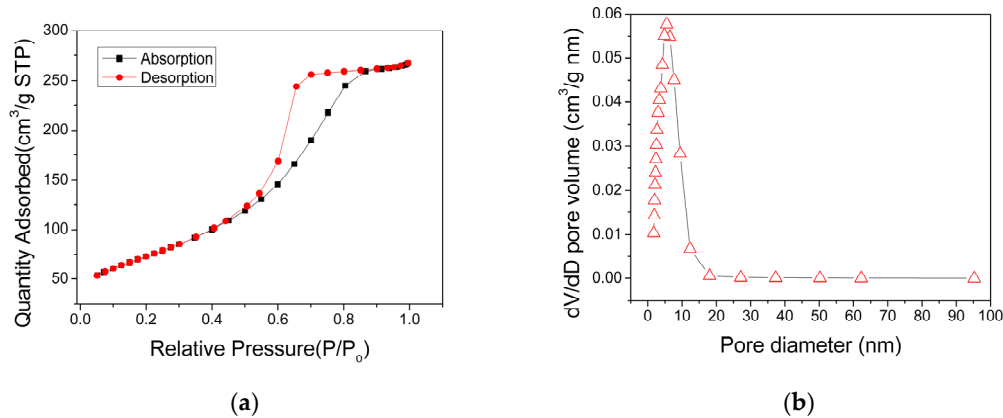 300
250
200
150
100
50
Quantity Adsorbed(cm³/g STP)
Absorption
Desorption
0.0 0.2 0.4 0.6 0.8 1.0
Relative Pressure(P/Pₒ)
(a)
0.06
0.05
0.04
0.03
0.02
0.01
0.00
dV/dD pore volume (cm³/g nm)
0 10 20 30 40 50 60 70 80 90 100
Pore diameter (nm)
(b)